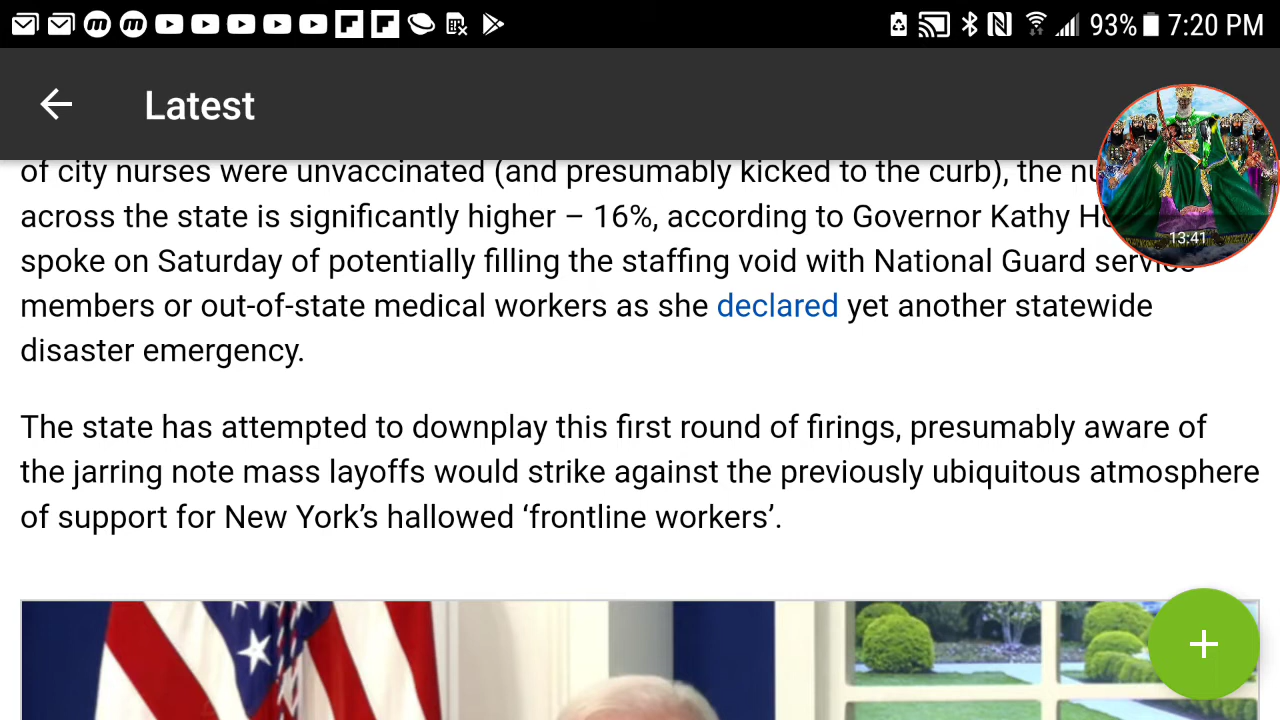 93% 7:20 PM
Latest
of city nurses were unvaccinated (and presumably kicked to the curb), the
across the state is significantly higher – 16%, according to Governor Kathy
13:41
spoke on Saturday of potentially filling the staffing void with National Guard service
members or out-of-state medical workers as she declared yet another statewide
disaster emergency.
The state has attempted to downplay this first round of firings, presumably aware of
the jarring note mass layoffs would strike against the previously ubiquitous atmosphere
of support for New York’s hallowed ‘frontline workers’.